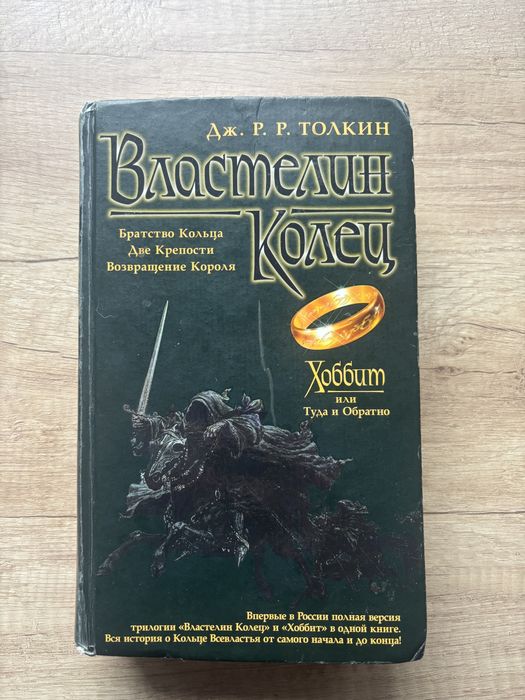 Дж. Р. Р. ТОЛКИН
Властелин
Колец
Братство Кольца
Две Крепости
Возвращение Короля
Хоббит
или
Туда и Обратно
Впервые в России полная версия
трилогии «Властелин Колец» и «Хоббит» в одной книге.
Вся история о Кольце Всевластья от самого начала и до конца!